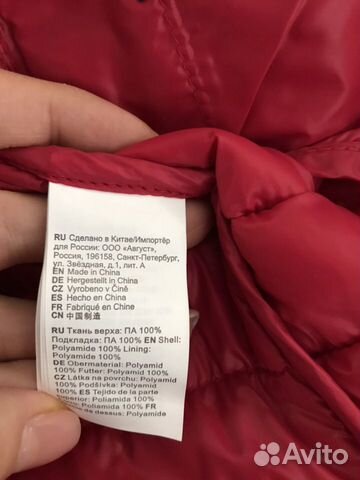 RU Сделано в Китае/Импортёр
для России: ООО «Август»,
Россия, 196158, Санкт-Петербург,
ул. Звёздная, д.1, лит. А
EN Made in China
DE Hergestellt in China
CZ Vyrobeno v Číně
ES Hecho en China
FR Fabriqué en Chine
CN 中国制造
RU Ткань верха: ПА 100%
Подкладка: ПА 100% EN Shell:
Polyamide 100% Lining:
Polyamide 100%
DE Obermaterial: Polyamid
100% Futter: Polyamid 100%
CZ Látka na povrchu: Polyamid
100% Podšívka: Polyamid
100% ES Tejido de la parte
superior: Poliamida 100%
Forro: Poliamida 100% FR
de dessus: Polyamide
Avito